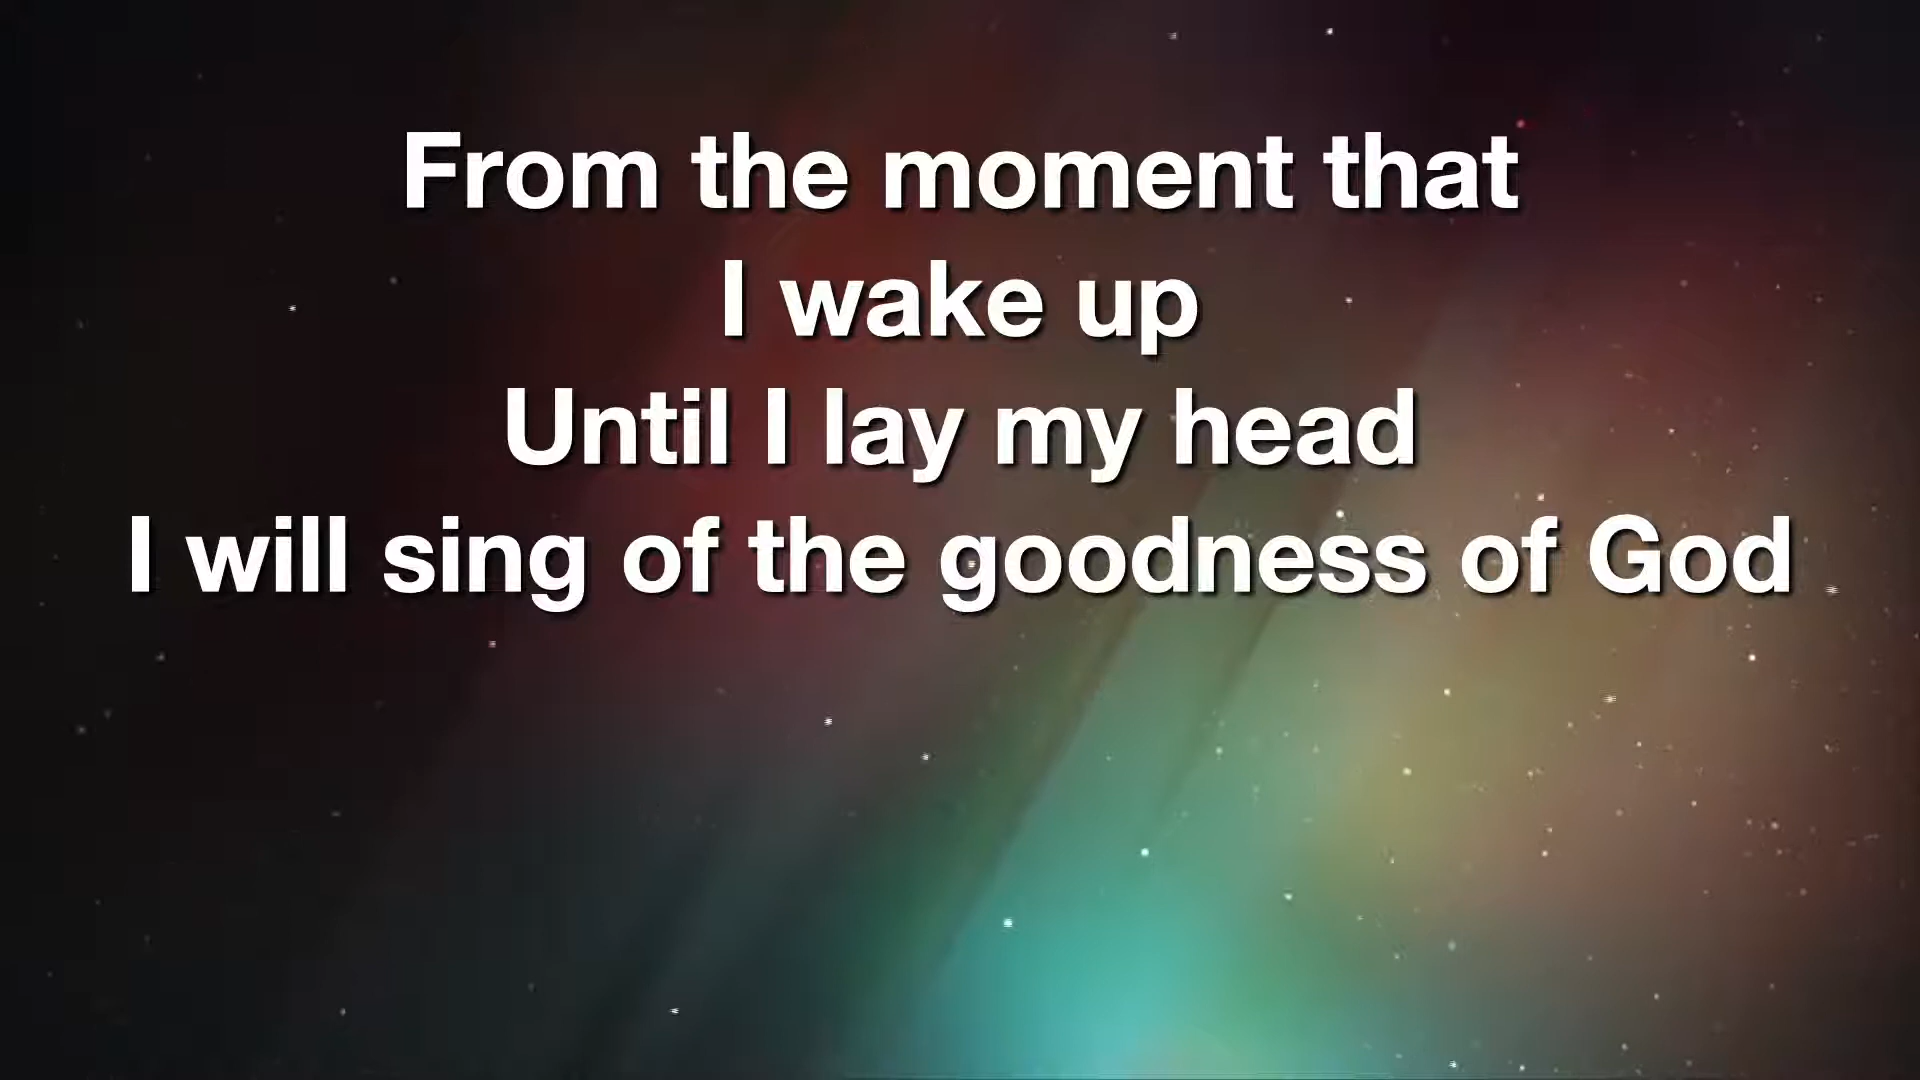 From the moment that
I wake up
Until I lay my head
I will sing of the goodness of God